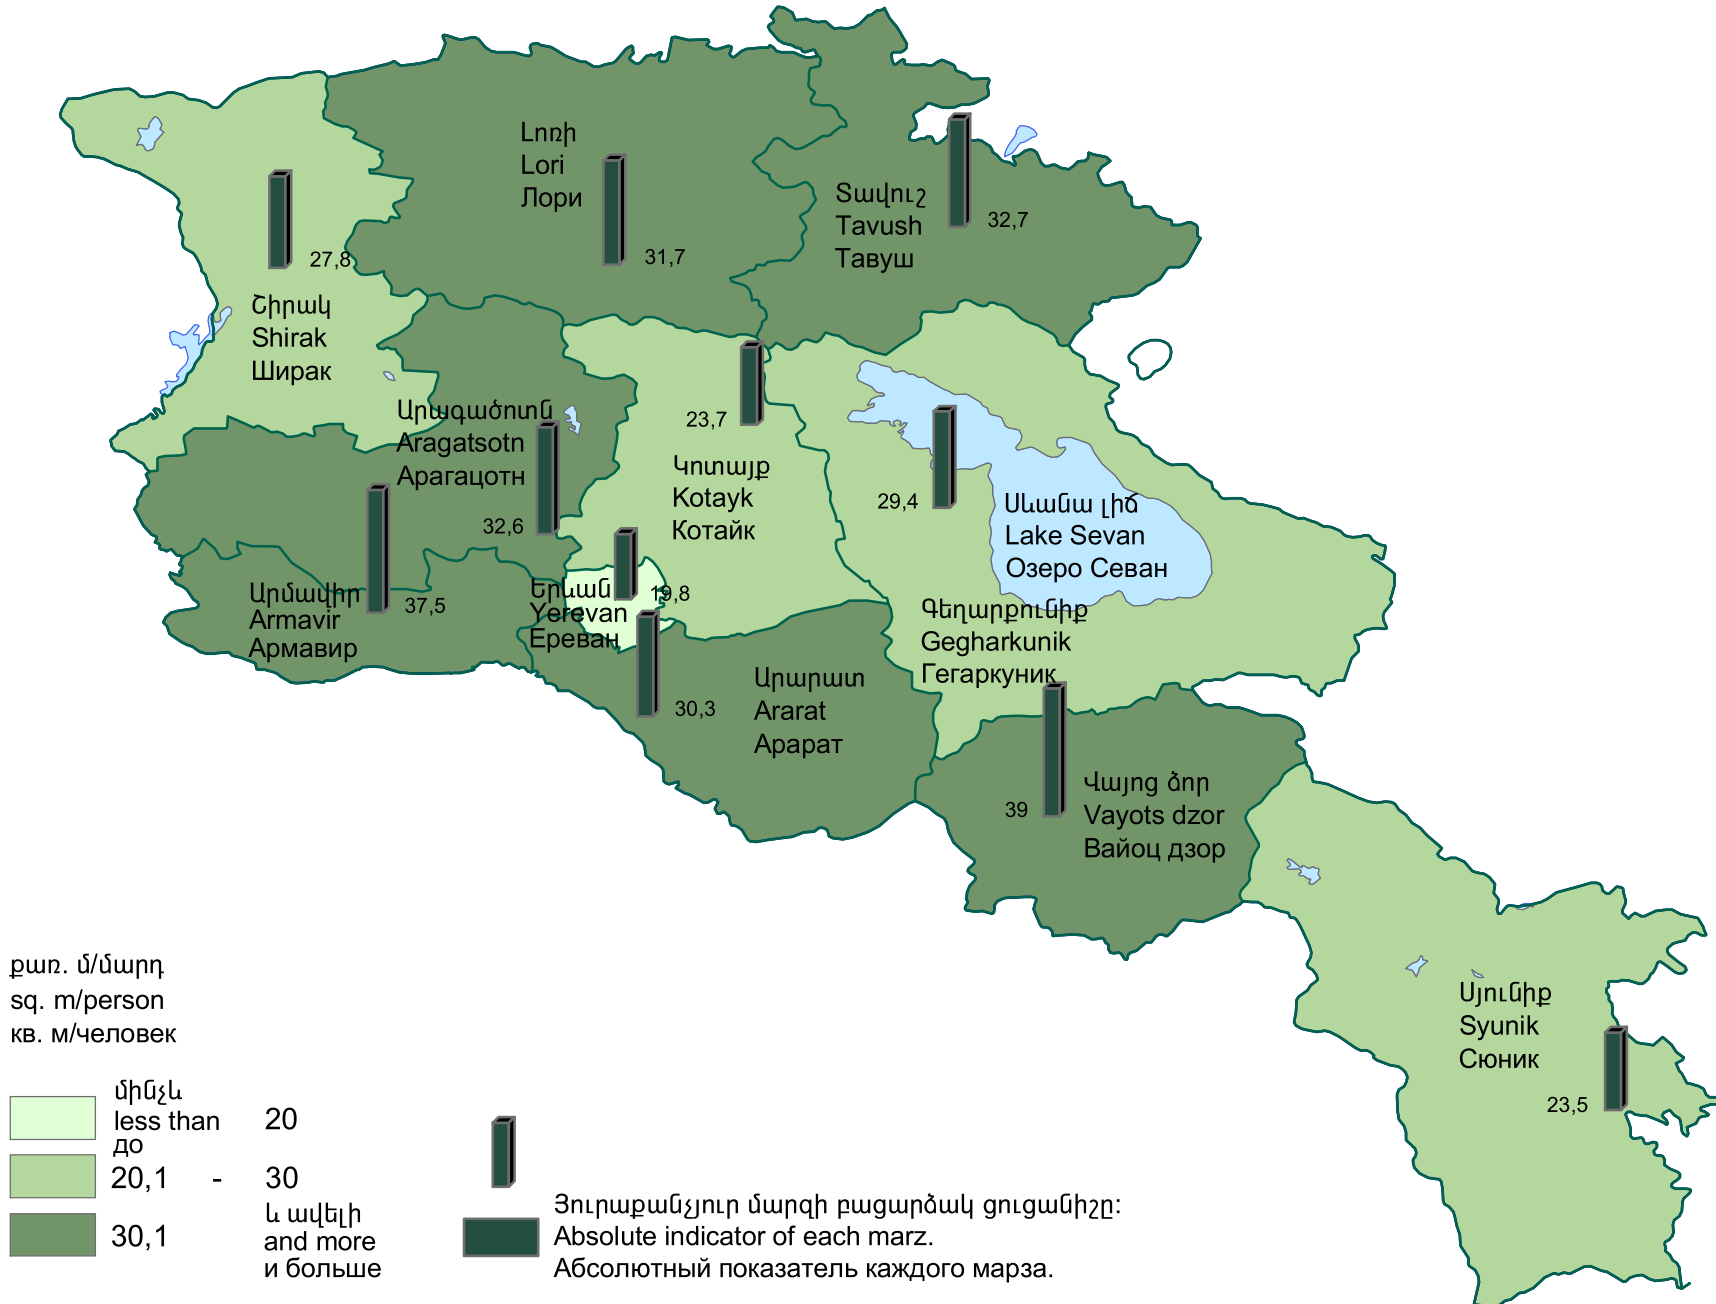 Լոռի
Lori
Лори
31,7
Տավուշ
Tavush
Тавуш
32,7
27,8
Շիրակ
Shirak
Ширак
Արագածոտն
Aragatsotn
Арагацотн
32,6
23,7
Կոտայք
Kotayk
Котайк
29,4
Սևանա լիճ
Lake Sevan
Озеро Севан
Արմավիր
Armavir
Армавир
37,5
Երևան
Yerevan
Ереван
19,8
Գեղարքունիք
Gegharkunik
Гегаркуник
30,3
Արարատ
Ararat
Арарат
39
Վայոց ձոր
Vayots dzor
Вайоц дзор
Սյունիք
Syunik
Сюник
23,5
քառ. մ/մարդ
sq. m/person
кв. м/человек
մինչև
less than 20
до
20,1 - 30
30,1 և ավելի
and more
и больше
Յուրաքանչյուր մարզի բացարձակ ցուցանիշը:
Absolute indicator of each marz.
Абсолютный показатель каждого марза.